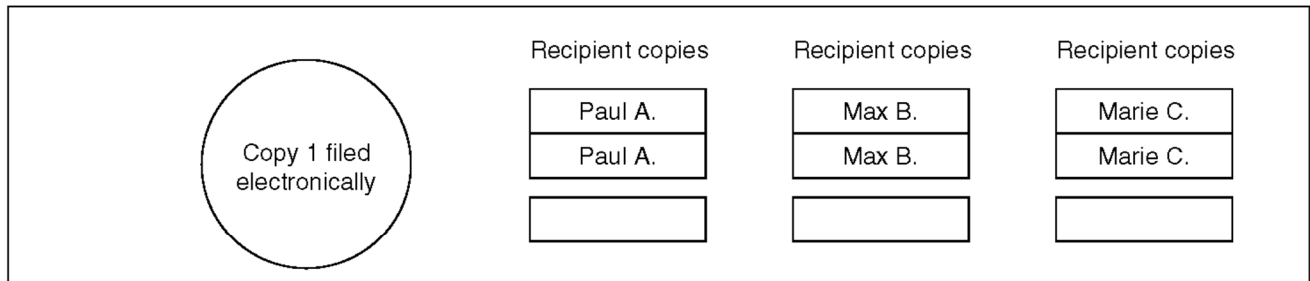 Recipient copies
Recipient copies
Recipient copies
Copy 1 filed
electronically
Paul A.
Paul A.
Max B.
Max B.
Marie C.
Marie C.